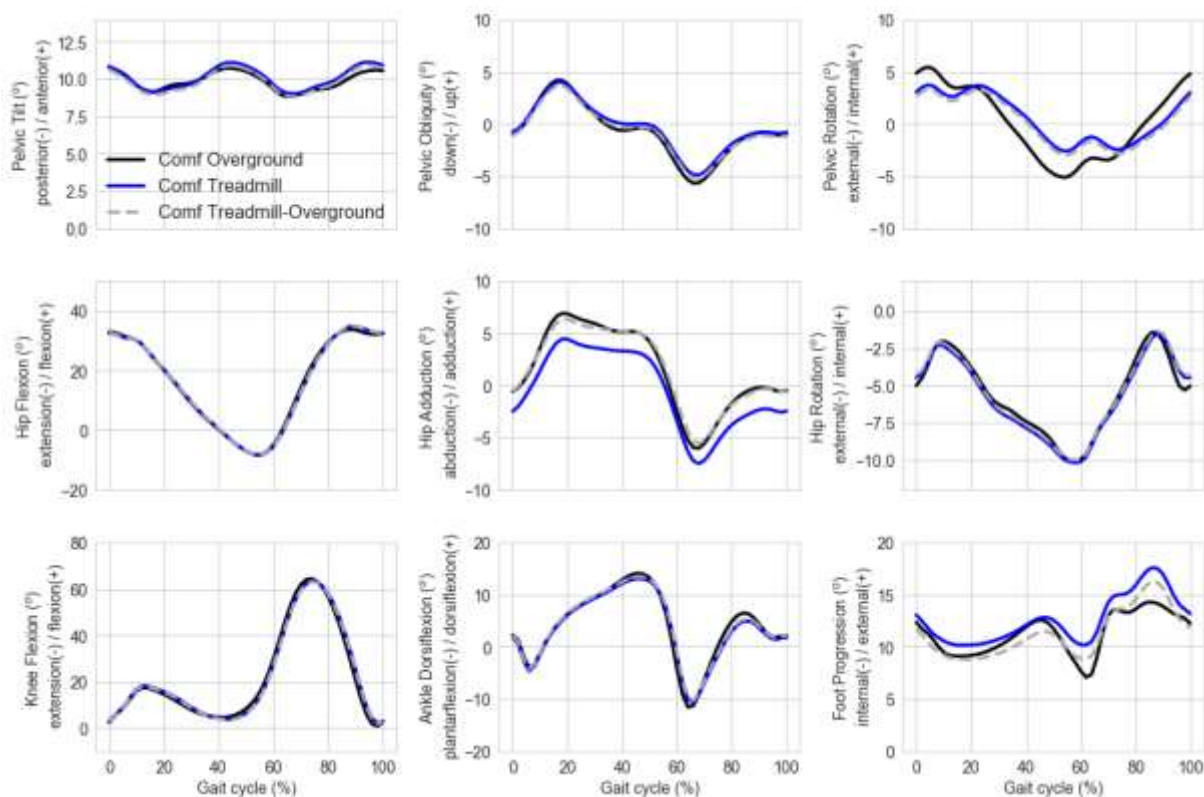 Pelvic Tilt (º)
posterior(-) / anterior(+)
12.5
10.0
7.5
5.0
2.5
0.0
Comf Overground
Comf Treadmill
Comf Treadmill-Overground
Pelvic Obliquity (º)
down(-) / up(+)
10
5
0
−5
−10
Pelvic Rotation (º)
external(-) / internal(+)
10
5
0
−5
−10
Hip Flexion (º)
extension(-) / flexion(+)
40
20
0
−20
Hip Adduction (º)
abduction(-) / adduction(+)
10
5
0
−5
−10
Hip Rotation (º)
external(-) / internal(+)
0.0
−2.5
−5.0
−7.5
−10.0
Knee Flexion (º)
extension(-) / flexion(+)
80
60
40
20
0
0 20 40 60 80 100
Gait cycle (%)
Ankle Dorsiflexion (º)
plantarflexion(-) / dorsiflexion(+)
20
10
0
−10
−20
0 20 40 60 80 100
Gait cycle (%)
Foot Progression (º)
internal(-) / external(+)
20
15
10
5
0
0 20 40 60 80 100
Gait cycle (%)